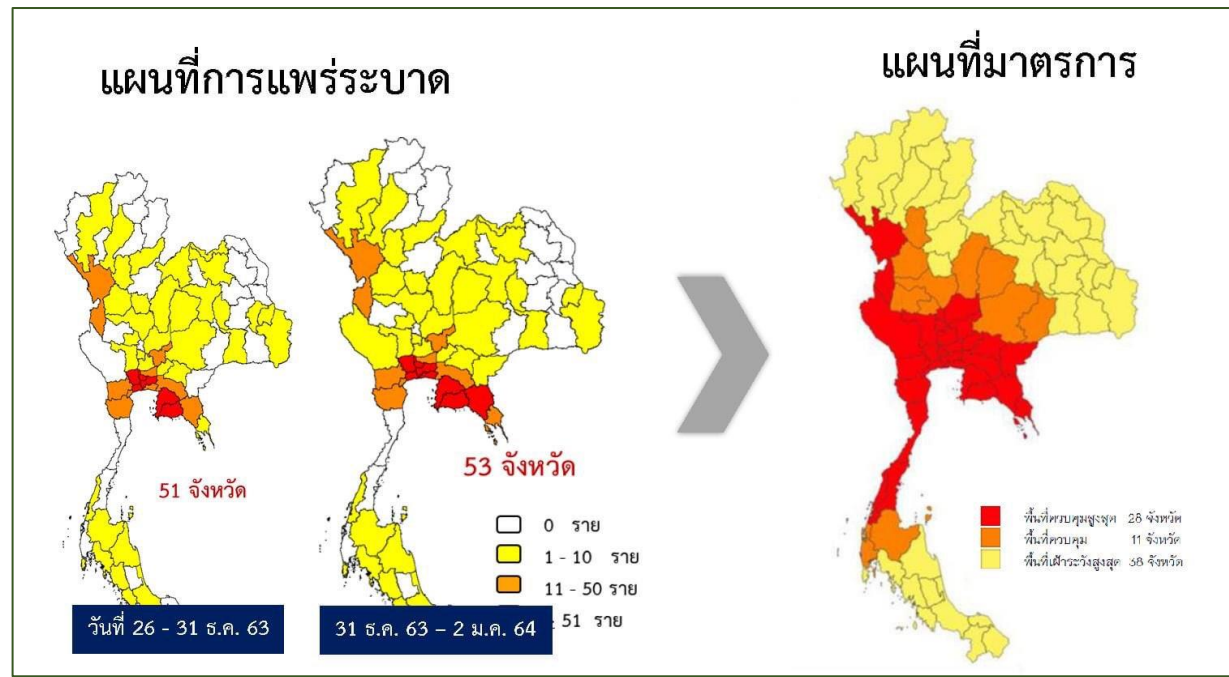 แผนที่การแพร่ระบาด
แผนที่มาตรการ
51 จังหวัด
53 จังหวัด
0 ราย
1 - 10 ราย
11 - 50 ราย
51 ราย
วันที่ 26 - 31 ธ.ค. 63
31 ธ.ค. 63 – 2 ม.ค. 64
พื้นที่ควบคุมสูงสุด 28 จังหวัด
พื้นที่ควบคุม 11 จังหวัด
พื้นที่เฝ้าระวังสูงสุด 38 จังหวัด